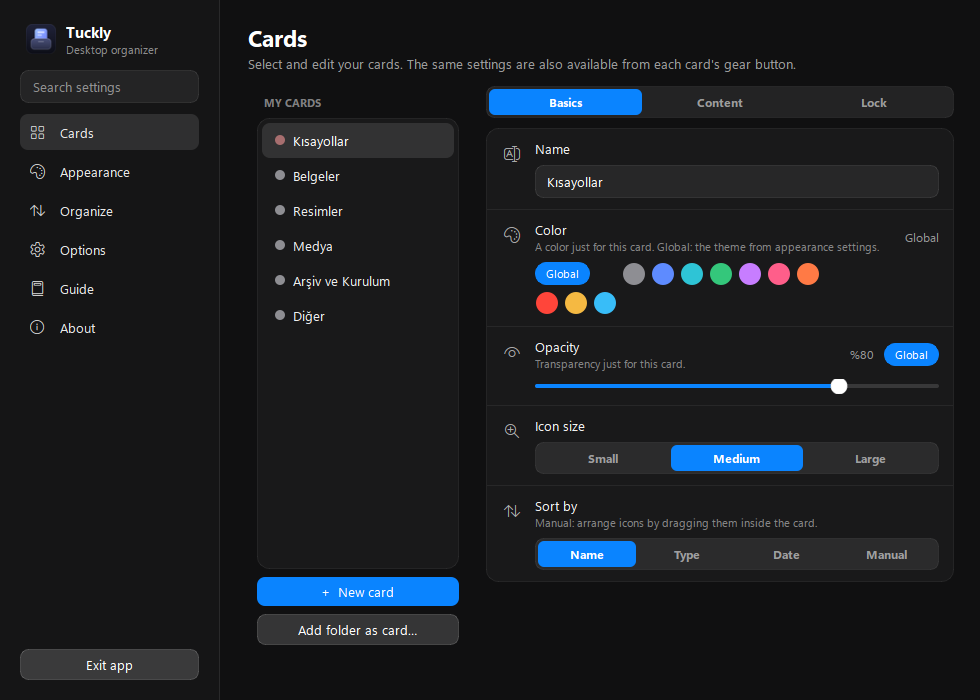 Tuckly
Desktop organizer
Search settings
Cards
Appearance
Organize
Options
Guide
About
Exit app
Cards
Select and edit your cards. The same settings are also available from each card's gear button.
MY CARDS
Kısayollar
Belgeler
Resimler
Medya
Arşiv ve Kurulum
Diğer
+ New card
Add folder as card...
Basics Content Lock
Name
Kısayollar
Color
A color just for this card. Global: the theme from appearance settings.
Global
Global
Opacity
Transparency just for this card.
%80 Global
Icon size
Small Medium Large
Sort by
Manual: arrange icons by dragging them inside the card.
Name Type Date Manual